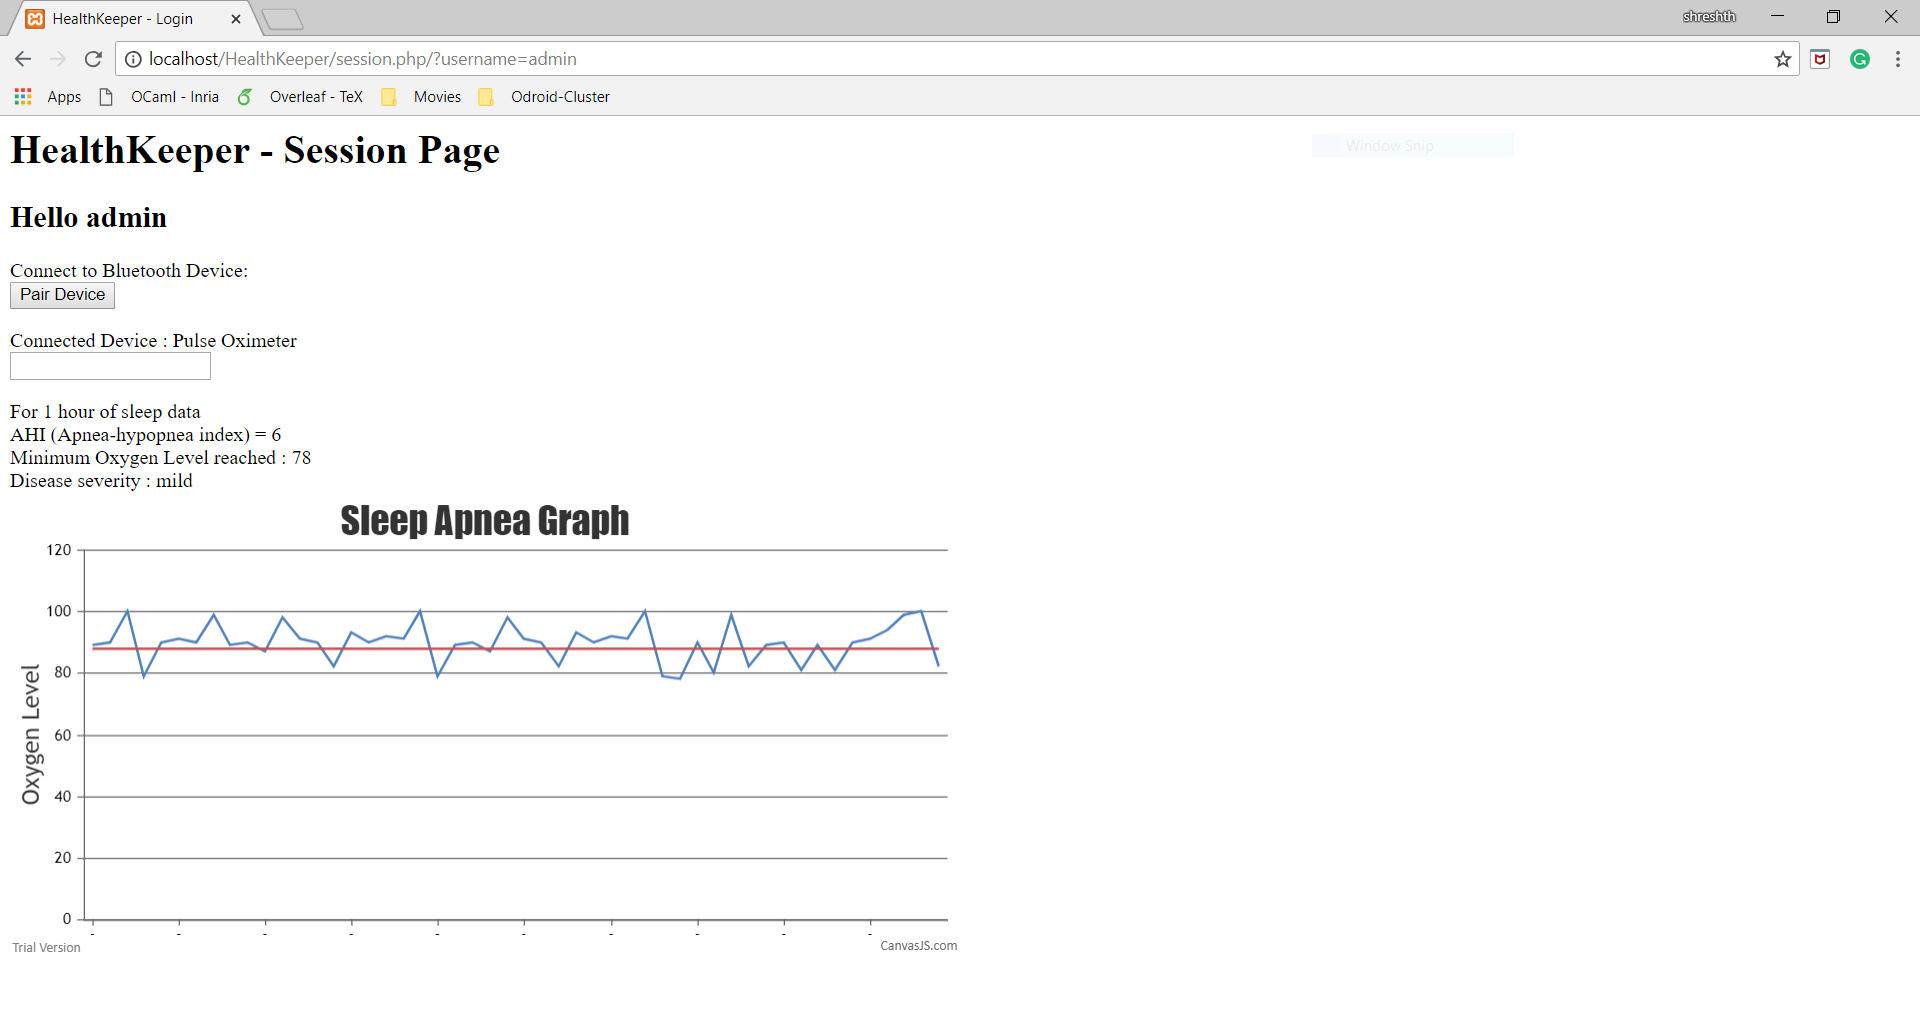 HealthKeeper - Login
shreshth
localhost/HealthKeeper/session.php/?username=admin
Apps OCaml - Inria Overleaf - TeX Movies Odroid-Cluster
HealthKeeper - Session Page
Window Snip
Hello admin
Connect to Bluetooth Device:
Pair Device
Connected Device : Pulse Oximeter
For 1 hour of sleep data
AHI (Apnea-hypopnea index) = 6
Minimum Oxygen Level reached : 78
Disease severity : mild
Sleep Apnea Graph
Oxygen Level
120
100
80
60
40
20
0
- - - - - - - - - -
Trial Version
CanvasJS.com